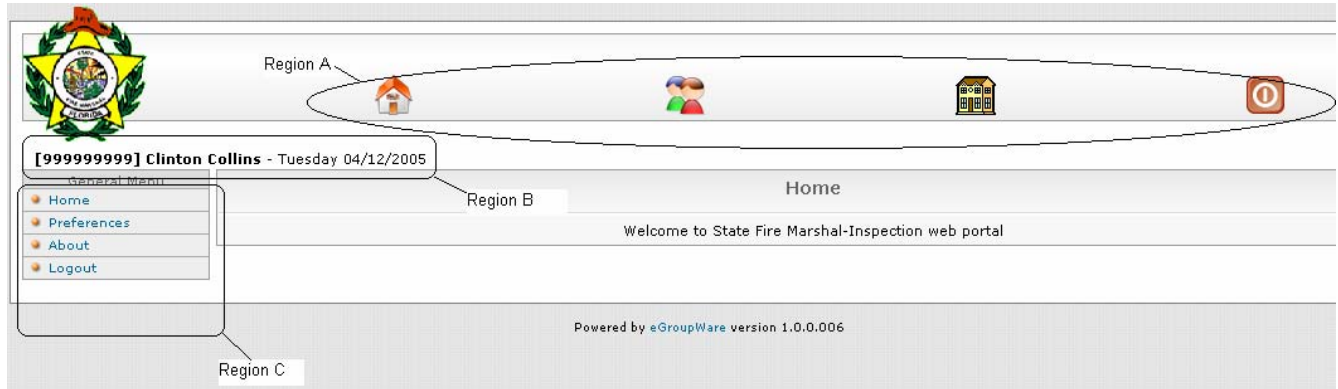 Region A
FLORIDA
[999999999] Clinton Collins - Tuesday 04/12/2005
General Menu
Region B
Home
Home
Preferences
About
Logout
Welcome to State Fire Marshal-Inspection web portal
Powered by eGroupWare version 1.0.0.006
Region C